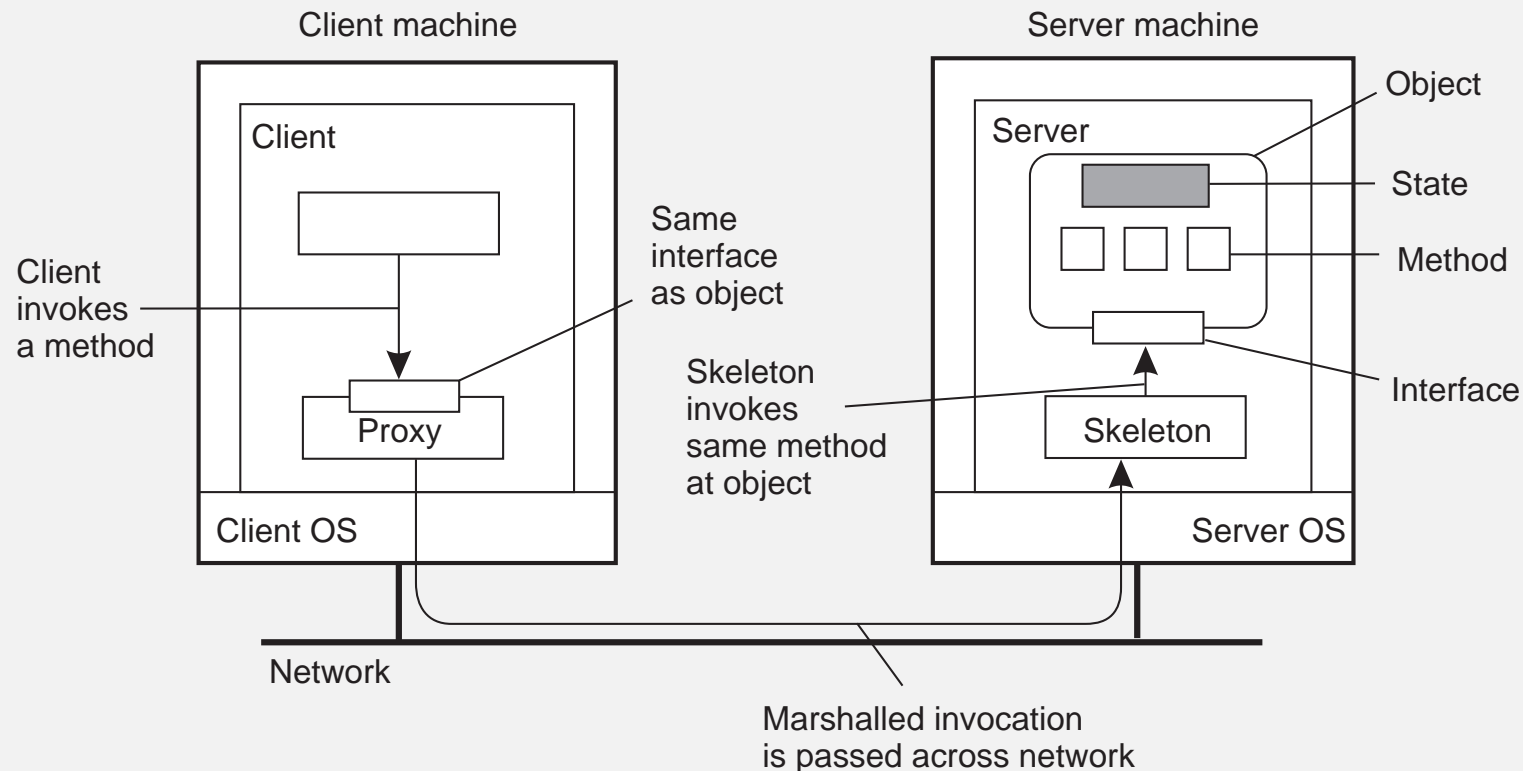 Client machine
Server machine
Object
Client
Server
State
Same
interface
as object
Client
invokes
a method
Method
Skeleton
invokes
same method
at object
Interface
Proxy
Skeleton
Client OS
Server OS
Network
Marshalled invocation
is passed across network